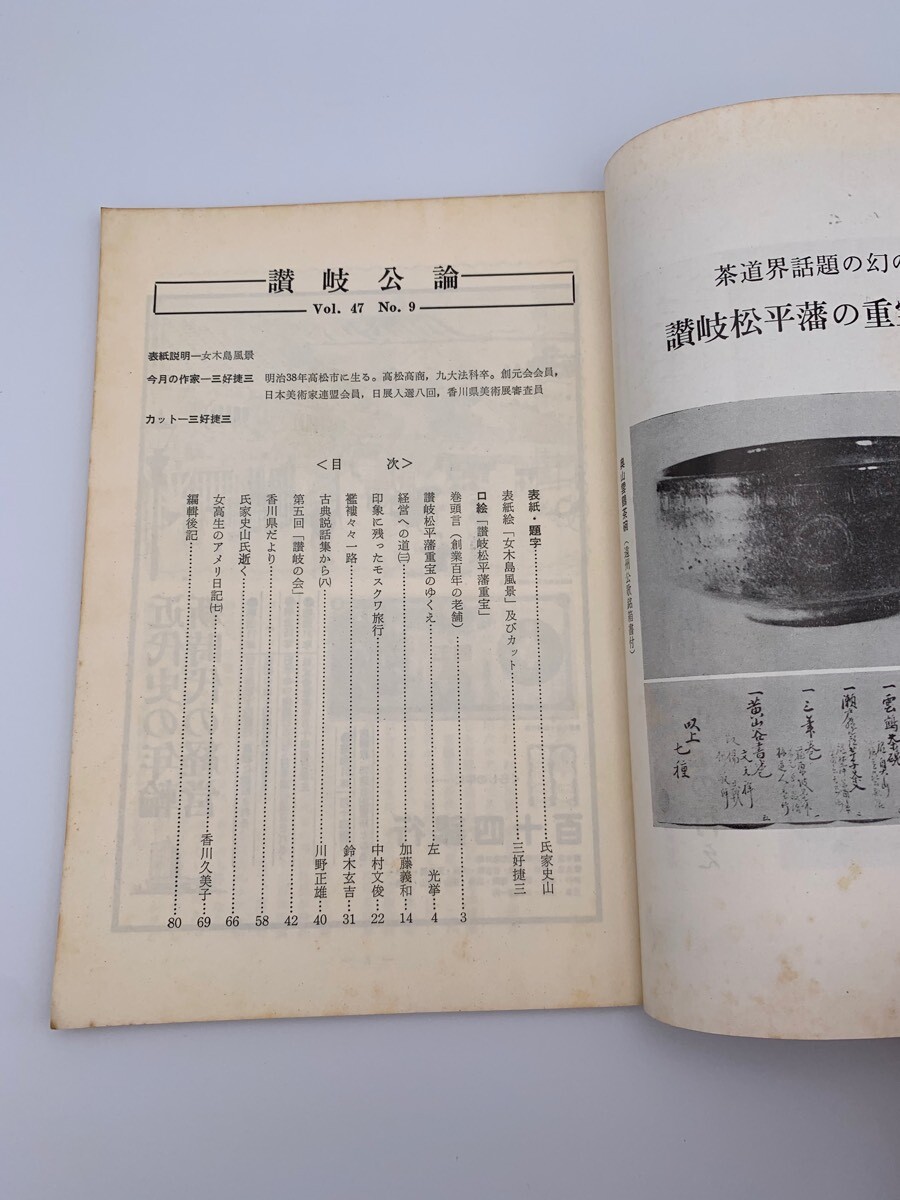 讃岐公論
Vol. 47 No. 9
表紙説明―女木島風景
今月の作家―三好捷三 明治38年高松市に生る。高松高商，九大法科卒。創元会会員，
日本美術家連盟会員，日展入選八回，香川県美術展審査員
カット―三好捷三
＜目 次＞
表紙・題字……氏家史山
表紙絵「女木島風景」及びカット……三好捷三
口絵「讃岐松平藩重宝」
巻頭言（創業百年の老舗）……3
讃岐松平藩重宝のゆくえ……左 光挙……4
経営への道㈢……加藤義和……14
印象に残ったモスクワ旅行……中村文俊……22
襤褸々々一路……鈴木玄吉……31
古典説話集から㈧……川野正雄……40
第五回「讃岐の会」……42
香川県だより……58
氏家史山氏逝く……66
女高生のアメリ日記㈦……香川久美子……69
編輯後記……80
茶道界話題の幻の
讃岐松平藩の重宝
以上
七種